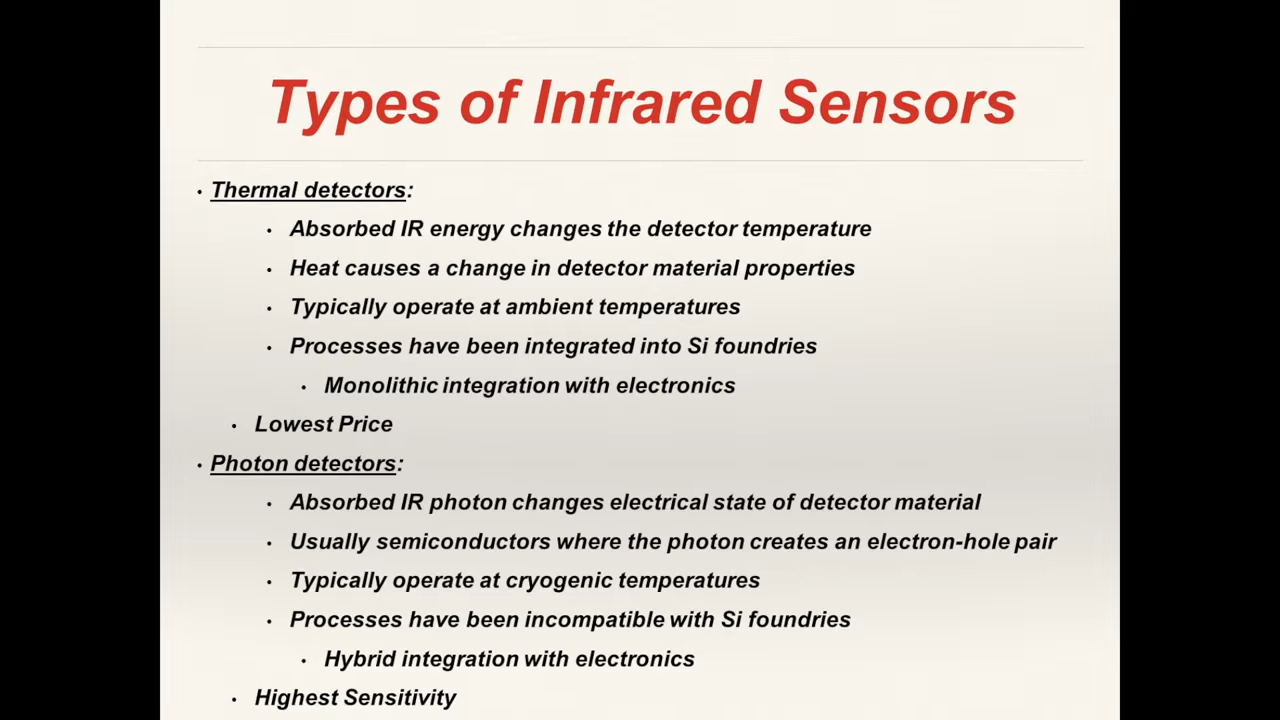 Types of Infrared Sensors
• Thermal detectors:
• Absorbed IR energy changes the detector temperature
• Heat causes a change in detector material properties
• Typically operate at ambient temperatures
• Processes have been integrated into Si foundries
• Monolithic integration with electronics
• Lowest Price
• Photon detectors:
• Absorbed IR photon changes electrical state of detector material
• Usually semiconductors where the photon creates an electron-hole pair
• Typically operate at cryogenic temperatures
• Processes have been incompatible with Si foundries
• Hybrid integration with electronics
• Highest Sensitivity